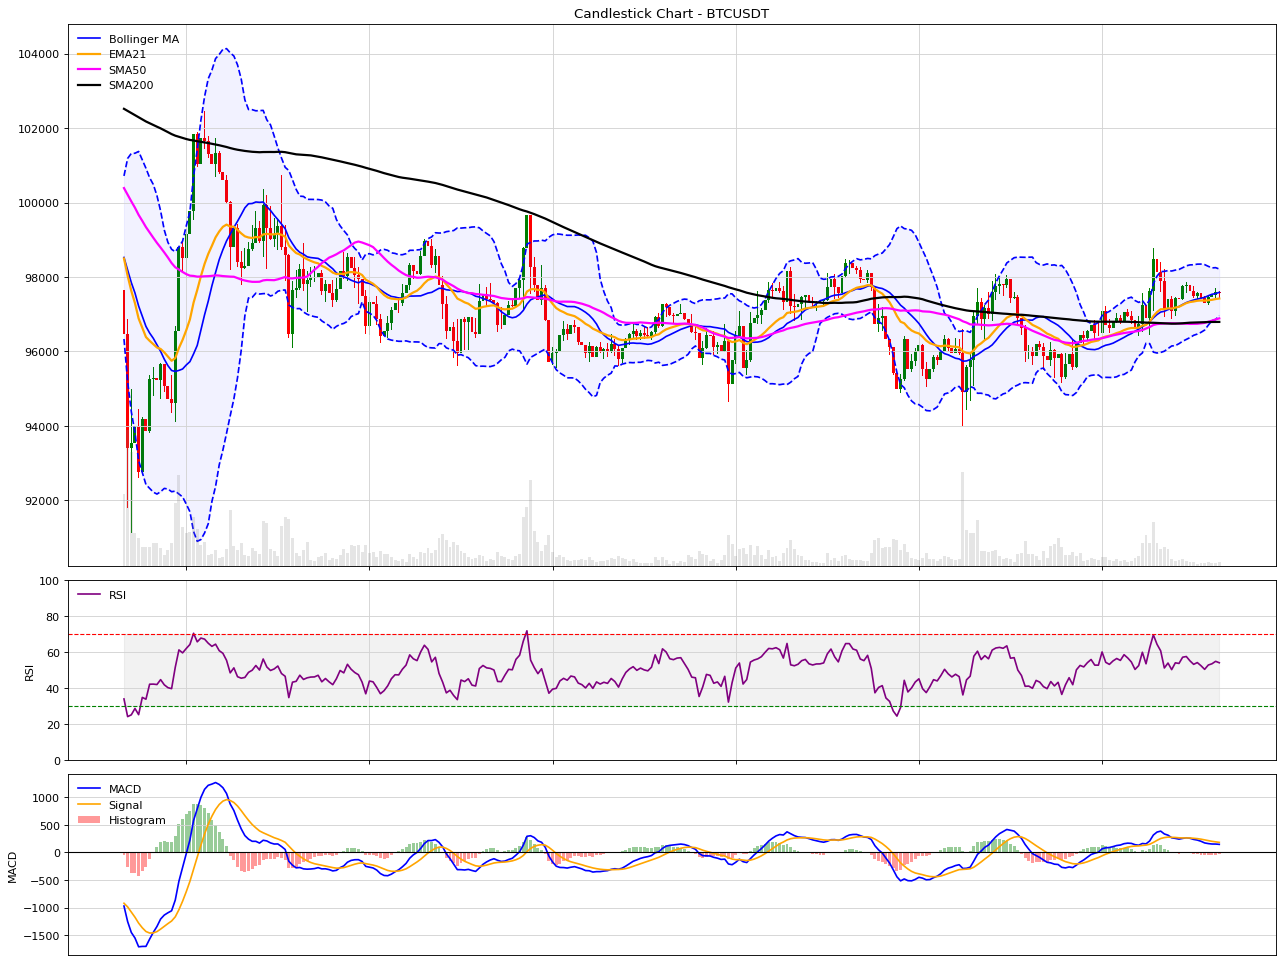 Candlestick Chart - BTCUSDT
Bollinger MA
EMA21
SMA50
SMA200
104000
102000
100000
98000
96000
94000
92000
RSI
100
80
60
40
20
0
RSI
MACD
Signal
Histogram
1000
500
0
−500
−1000
−1500
MACD